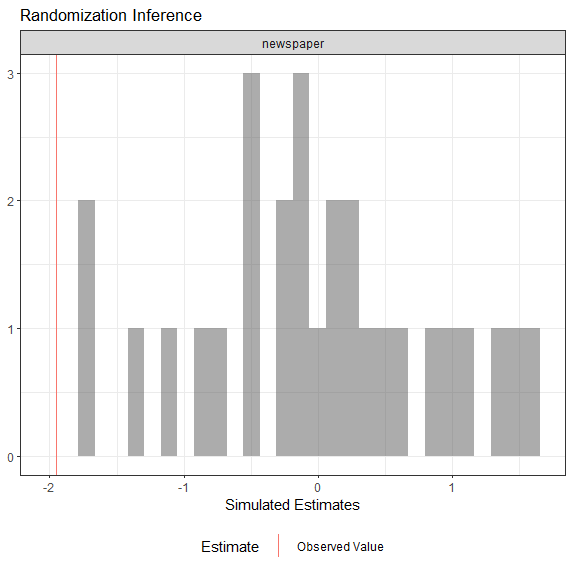 Randomization Inference
newspaper
3
2
1
0
-2 -1 0 1
Simulated Estimates
Estimate Observed Value